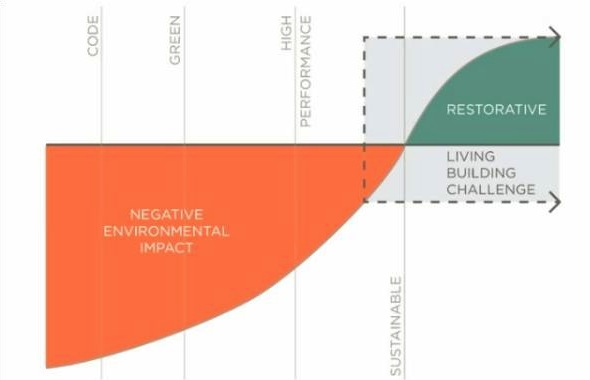 CODE
GREEN
HIGH
PERFORMANCE
RESTORATIVE
LIVING
BUILDING
CHALLENGE
NEGATIVE
ENVIRONMENTAL
IMPACT
SUSTAINABLE